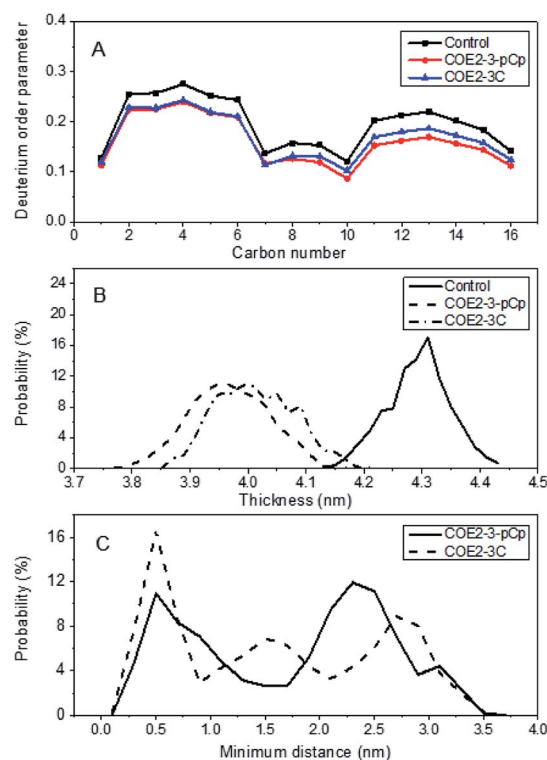 A
Control
COE2-3-pCp
COE2-3C
Deuterium order parameter
0.4
0.3
0.2
0.1
0.0
0 2 4 6 8 10 12 14 16
Carbon number
B
Control
COE2-3-pCp
COE2-3C
Probability (%)
24
20
16
12
8
4
0
3.7 3.8 3.9 4.0 4.1 4.2 4.3 4.4 4.5
Thickness (nm)
C
COE2-3-pCp
COE2-3C
Probability (%)
16
12
8
4
0
0.0 0.5 1.0 1.5 2.0 2.5 3.0 3.5 4.0
Minimum distance (nm)